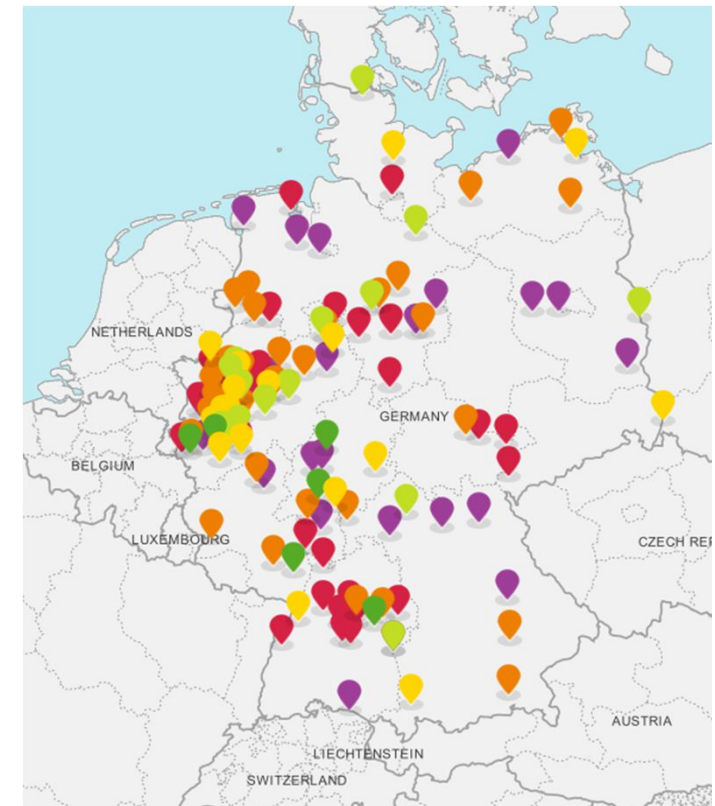 NETHERLANDS
GERMANY
BELGIUM
LUXEMBOURG
CZECH REP
AUSTRIA
LIECHTENSTEIN
SWITZERLAND